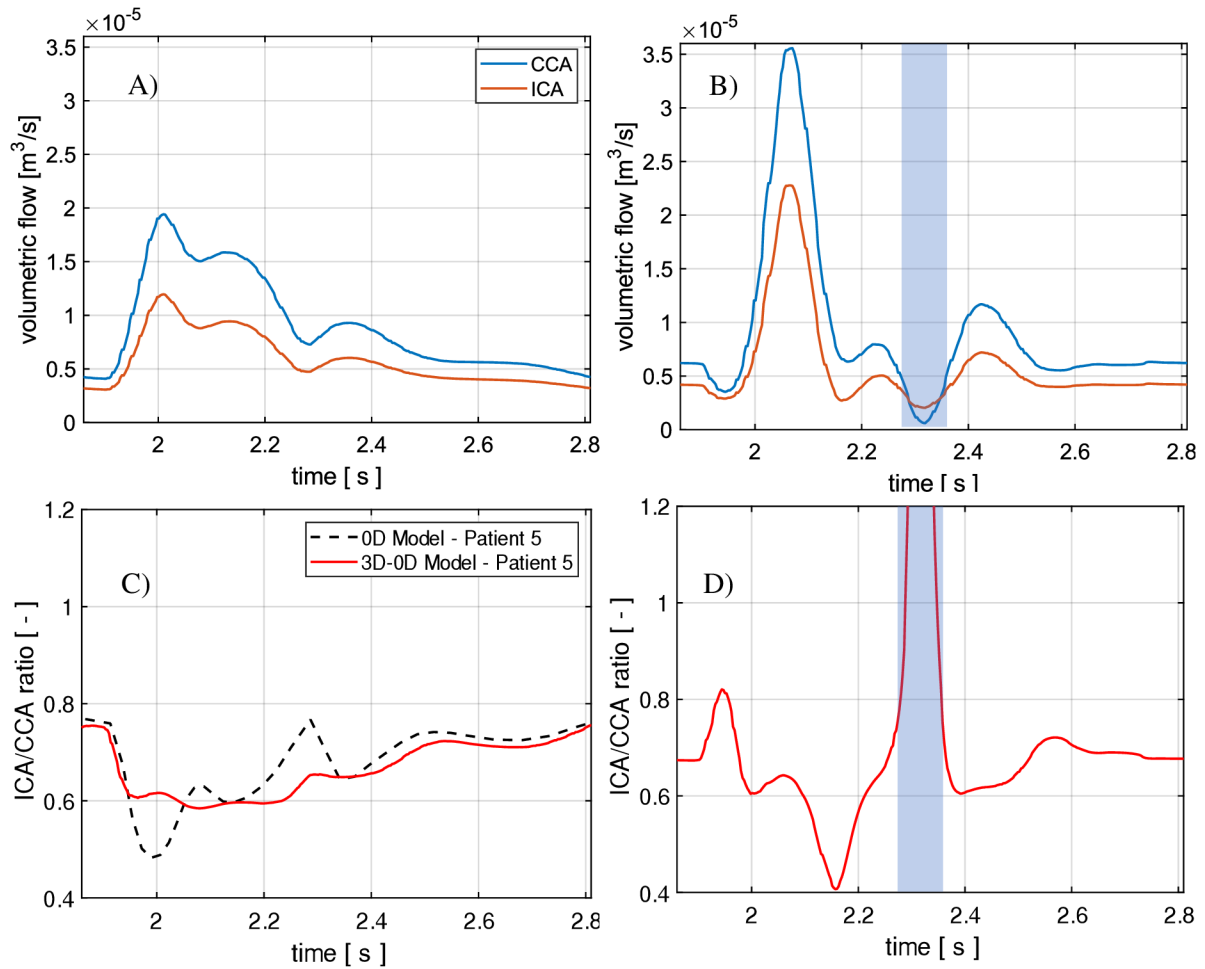 ×10⁻⁵
A)
CCA
ICA
3.5
3
2.5
2
1.5
1
0.5
0
volumetric flow [m³/s]
2 2.2 2.4 2.6 2.8
time [ s ]
×10⁻⁵
B)
3.5
3
2.5
2
1.5
1
0.5
0
volumetric flow [m³/s]
2 2.2 2.4 2.6 2.8
time [ s ]
C)
0D Model - Patient 5
3D-0D Model - Patient 5
1.2
1
0.8
0.6
0.4
ICA/CCA ratio [ - ]
2 2.2 2.4 2.6 2.8
time [ s ]
D)
1.2
1
0.8
0.6
0.4
ICA/CCA ratio [ - ]
2 2.2 2.4 2.6 2.8
time [ s ]